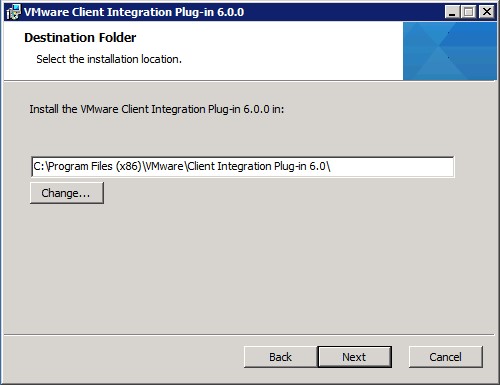 VMware Client Integration Plug-in 6.0.0
Destination Folder
Select the installation location.
Install the VMware Client Integration Plug-in 6.0.0 in:
C:\Program Files (x86)\VMware\Client Integration Plug-in 6.0\
Change...
Back Next Cancel